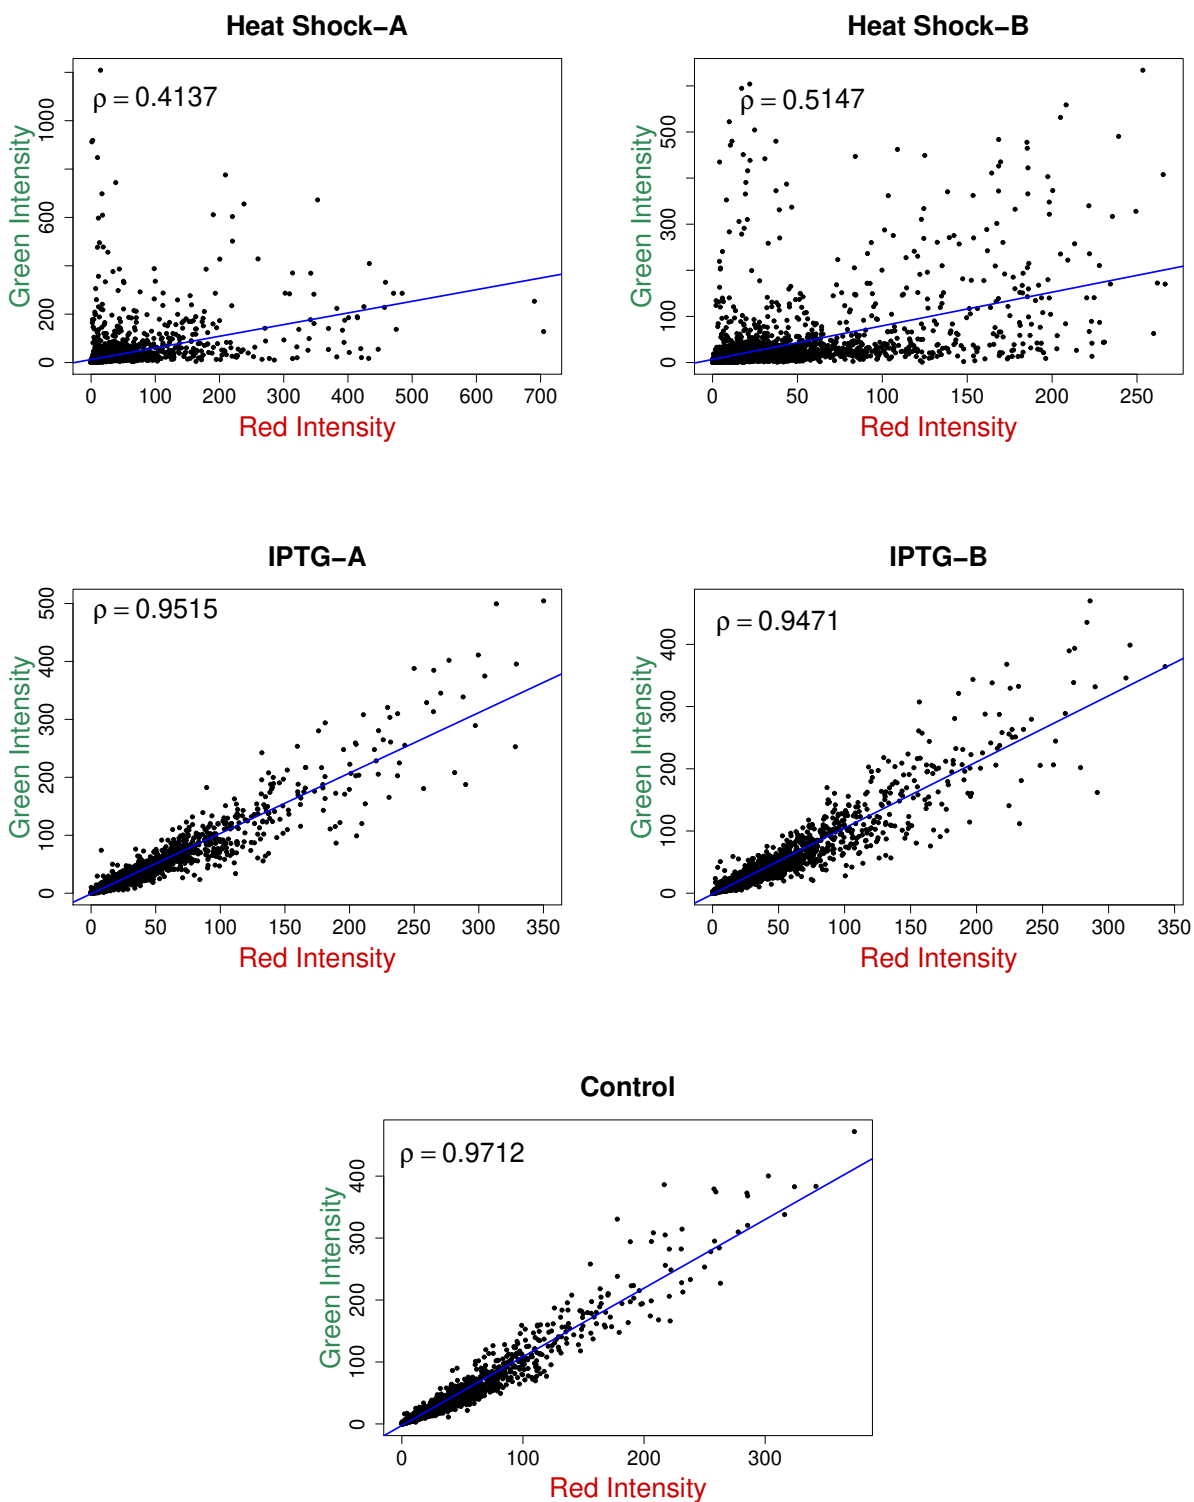 Heat Shock−A
ρ = 0.4137
Green Intensity
0 200 600 1000
0 100 200 300 400 500 600 700
Red Intensity
Heat Shock−B
ρ = 0.5147
Green Intensity
0 100 300 500
0 50 100 150 200 250
Red Intensity
IPTG−A
ρ = 0.9515
Green Intensity
0 100 200 300 400 500
0 50 100 150 200 250 300 350
Red Intensity
IPTG−B
ρ = 0.9471
Green Intensity
0 100 200 300 400
0 50 100 150 200 250 300 350
Red Intensity
Control
ρ = 0.9712
Green Intensity
0 100 200 300 400
0 100 200 300
Red Intensity